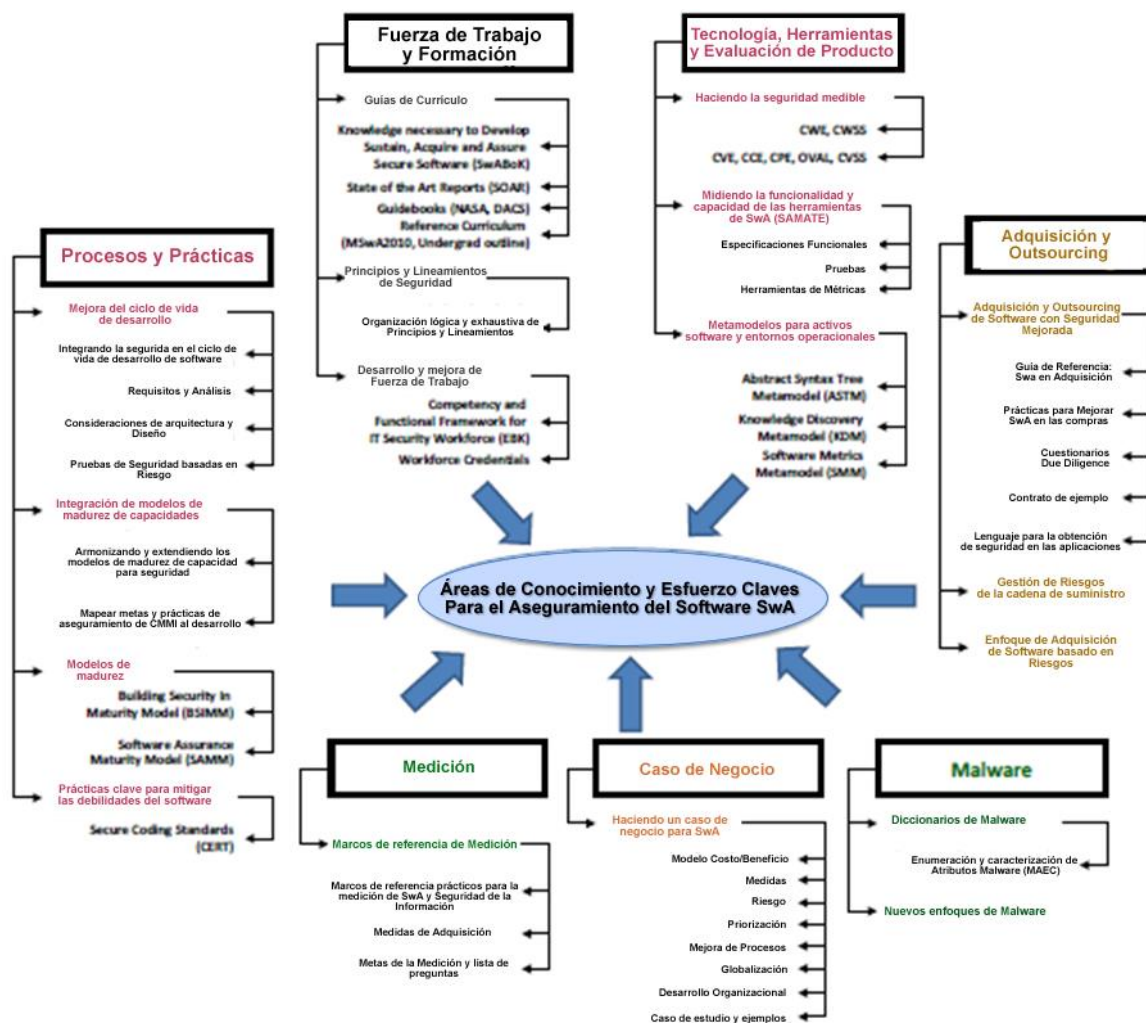 Fuerza de Trabajo
y Formación
Guías de Currículo
Knowledge necessary to Develop
Sustain, Acquire and Assure
Secure Software (SwABoK)
State of the Art Reports (SOAR)
Guidebooks (NASA, DACS)
Reference Curriculum
(MSwA2010, Undergrad outline)
Principios y Lineamientos
de Seguridad
Organización lógica y exhaustiva de
Principios y Lineamientos
Desarrollo y mejora de
Fuerza de Trabajo
Competency and
Functional Framework for
IT Security Workforce (EBK)
Workforce Credentials
Tecnología, Herramientas
y Evaluación de Producto
Haciendo la seguridad medible
CWE, CWSS
CVE, CCE, CPE, OVAL, CVSS
Midiendo la funcionalidad y
capacidad de las herramientas
de SwA (SAMATE)
Especificaciones Funcionales
Pruebas
Herramientas de Métricas
Metamodelos para activos
software y entornos operacionales
Abstract Syntax Tree
Metamodel (ASTM)
Knowledge Discovery
Metamodel (KDM)
Software Metrics
Metamodel (SMM)
Procesos y Prácticas
Mejora del ciclo de vida
de desarrollo
Integrando la segurida en el ciclo de
vida de desarrollo de software
Requisitos y Análisis
Consideraciones de arquitectura y
Diseño
Pruebas de Seguridad basadas en
Riesgo
Integración de modelos de
madurez de capacidades
Armonizando y extendiendo los
modelos de madurez de capacidad
para seguridad
Mapear metas y prácticas de
aseguramiento de CMMI al desarrollo
Modelos de
madurez
Building Security In
Maturity Model (BSIMM)
Software Assurance
Maturity Model (SAMM)
Prácticas clave para mitigar
las debilidades del software
Secure Coding Standards
(CERT)
Adquisición y
Outsourcing
Adquisición y Outsourcing
de Software con Seguridad
Mejorada
Guía de Referencia:
Swa en Adquisición
Prácticas para Mejorar
SwA en las compras
Cuestionarios
Due Diligence
Contrato de ejemplo
Lenguaje para la obtención
de seguridad en las aplicaciones
Gestión de Riesgos
de la cadena de suministro
Enfoque de Adquisición
de Software basado en
Riesgos
Áreas de Conocimiento y Esfuerzo Claves
Para el Aseguramiento del Software SwA
Medición
Marcos de referencia de Medición
Marcos de referencia prácticos para la
medición de SwA y Seguridad de la
Información
Medidas de Adquisición
Metas de la Medición y lista de
preguntas
Caso de Negocio
Haciendo un caso de
negocio para SwA
Modelo Costo/Beneficio
Medidas
Riesgo
Priorización
Mejora de Procesos
Globalización
Desarrollo Organizacional
Caso de estudio y ejemplos
Malware
Diccionarios de Malware
Enumeración y caracterización de
Atributos Malware (MAEC)
Nuevos enfoques de Malware